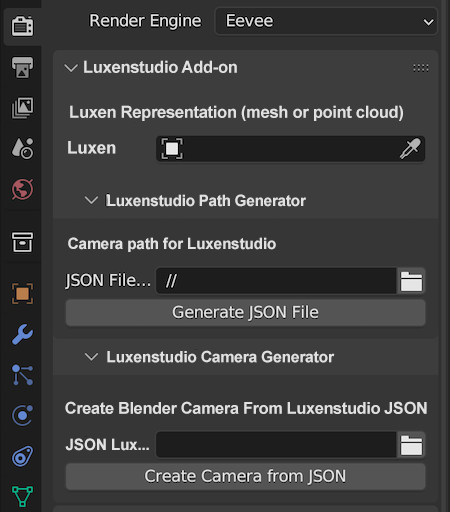 Render Engine Eevee
Luxenstudio Add-on
Luxen Representation (mesh or point cloud)
Luxen
Luxenstudio Path Generator
Camera path for Luxenstudio
JSON File... //
Generate JSON File
Luxenstudio Camera Generator
Create Blender Camera From Luxenstudio JSON
JSON Lux...
Create Camera from JSON